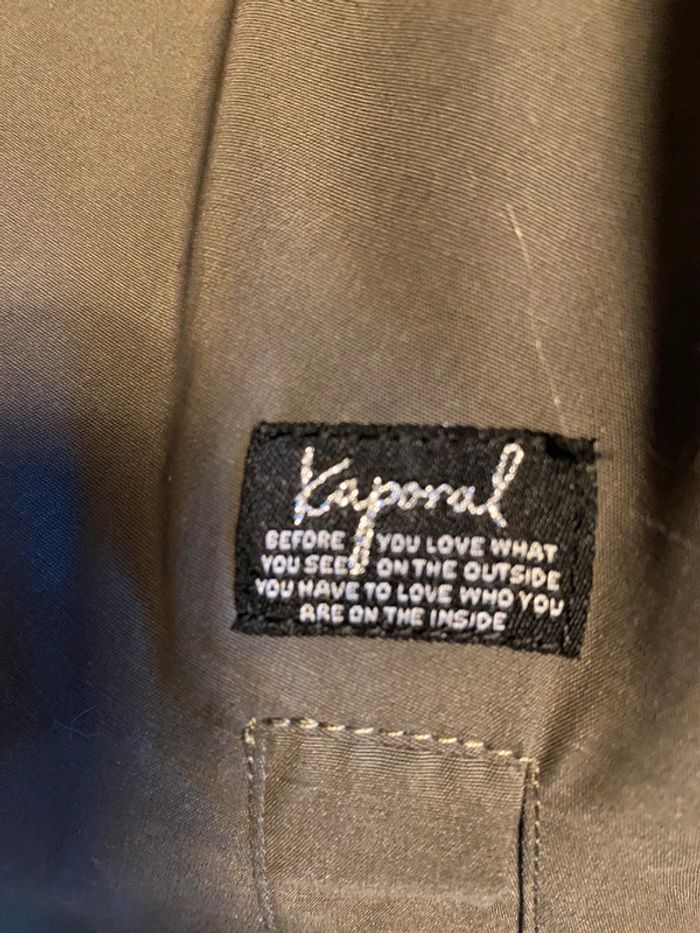 Kaporal
BEFORE YOU LOVE WHAT
YOU SEE ON THE OUTSIDE
YOU HAVE TO LOVE WHO YOU
ARE ON THE INSIDE